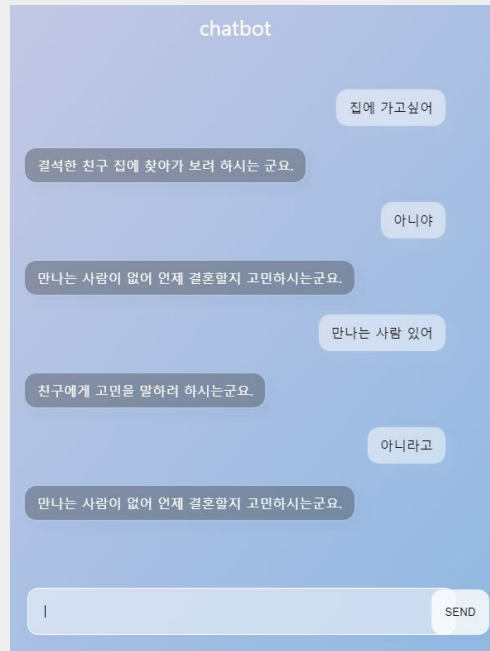 chatbot
집에 가고싶어
결석한 친구 집에 찾아가 보려 하시는 군요.
아니야
만나는 사람이 없어 언제 결혼할지 고민하시는군요.
만나는 사람 있어
친구에게 고민을 말하려 하시는군요.
아니라고
만나는 사람이 없어 언제 결혼할지 고민하시는군요.
SEND